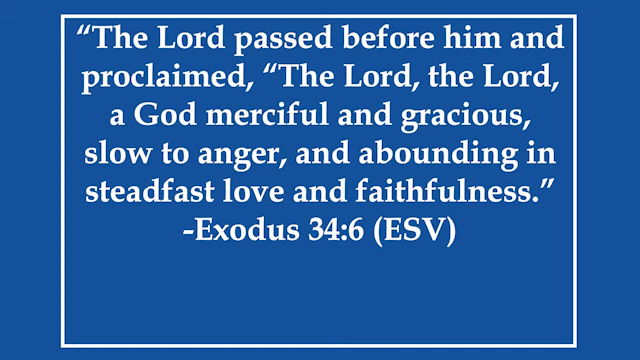 “The Lord passed before him and
proclaimed, “The Lord, the Lord,
a God merciful and gracious,
slow to anger, and abounding in
steadfast love and faithfulness.”
-Exodus 34:6 (ESV)